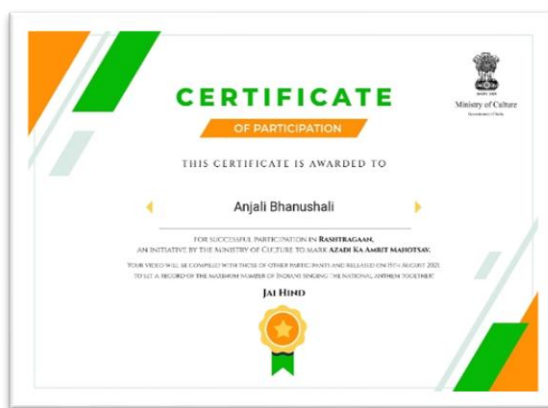 CERTIFICATE
OF PARTICIPATION
Ministry of Culture
Government of India
THIS CERTIFICATE IS AWARDED TO
Anjali Bhanushali
FOR SUCCESSFUL PARTICIPATION IN RASHTRAGAAN,
AN INITIATIVE BY THE MINISTRY OF CULTURE TO MARK AZADI KA AMRIT MAHOTSAV.
YOUR VIDEO WILL BE COMPILED WITH THOSE OF OTHER PARTICIPANTS AND RELEASED ON 15TH AUGUST 2021
TO SET A RECORD OF THE MAXIMUM NUMBER OF INDIANS SINGING THE NATIONAL ANTHEM TOGETHER!
JAI HIND